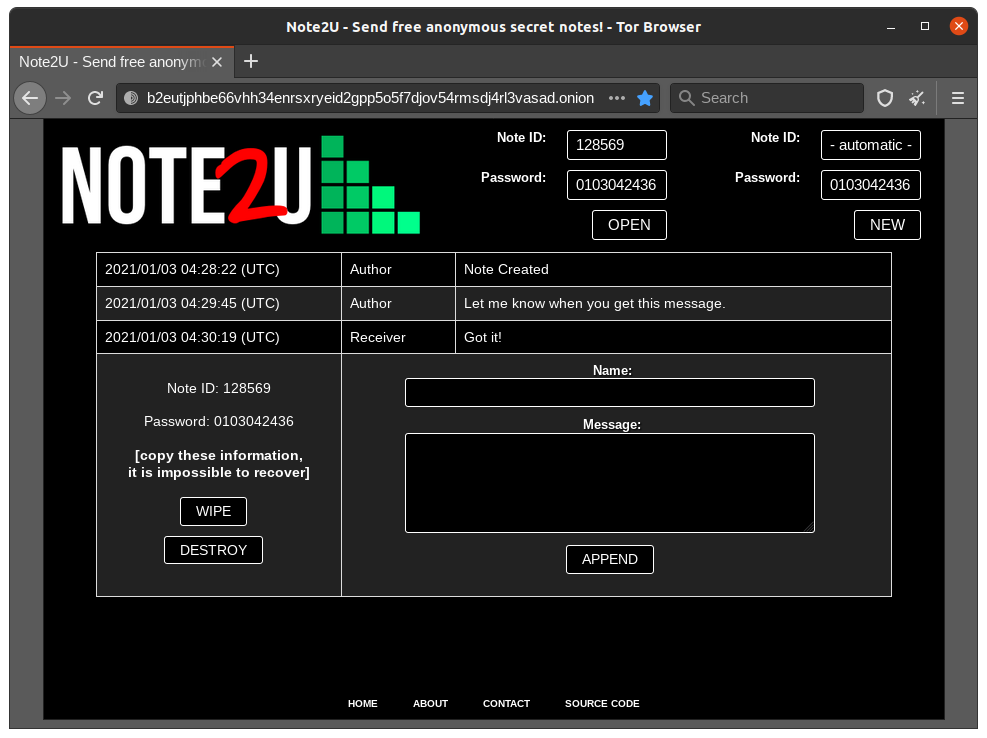 Note2U - Send free anonymous secret notes! - Tor Browser
Note2U - Send free anonym
b2eutjphbe66vhh34enrsxryeid2gpp5o5f7djov54rmsdj4rl3vasad.onion
Search
NOTE2U
Note ID: 128569
Password: 0103042436
OPEN
Note ID: - automatic -
Password: 0103042436
NEW
2021/01/03 04:28:22 (UTC) Author Note Created
2021/01/03 04:29:45 (UTC) Author Let me know when you get this message.
2021/01/03 04:30:19 (UTC) Receiver Got it!
Note ID: 128569
Password: 0103042436
[copy these information,
it is impossible to recover]
WIPE
DESTROY
Name:
Message:
APPEND
HOME ABOUT CONTACT SOURCE CODE